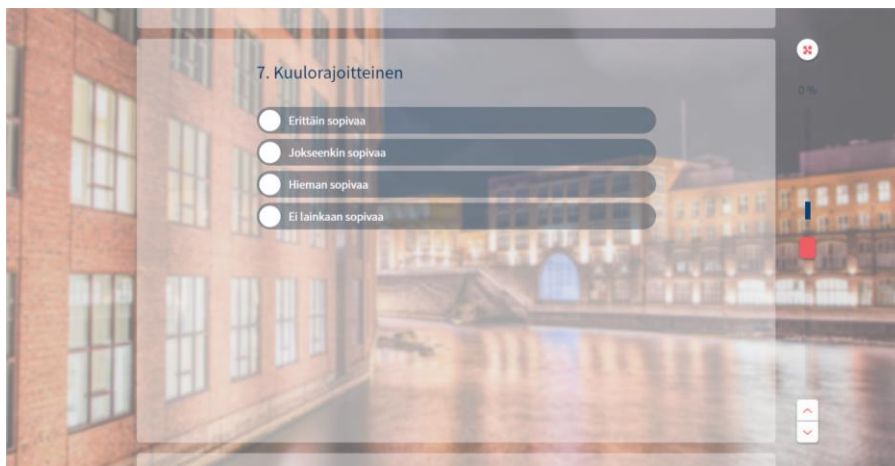 7. Kuulorajoitteinen
0 %
Erittäin sopivaa
Jokseenkin sopivaa
Hieman sopivaa
Ei lainkaan sopivaa